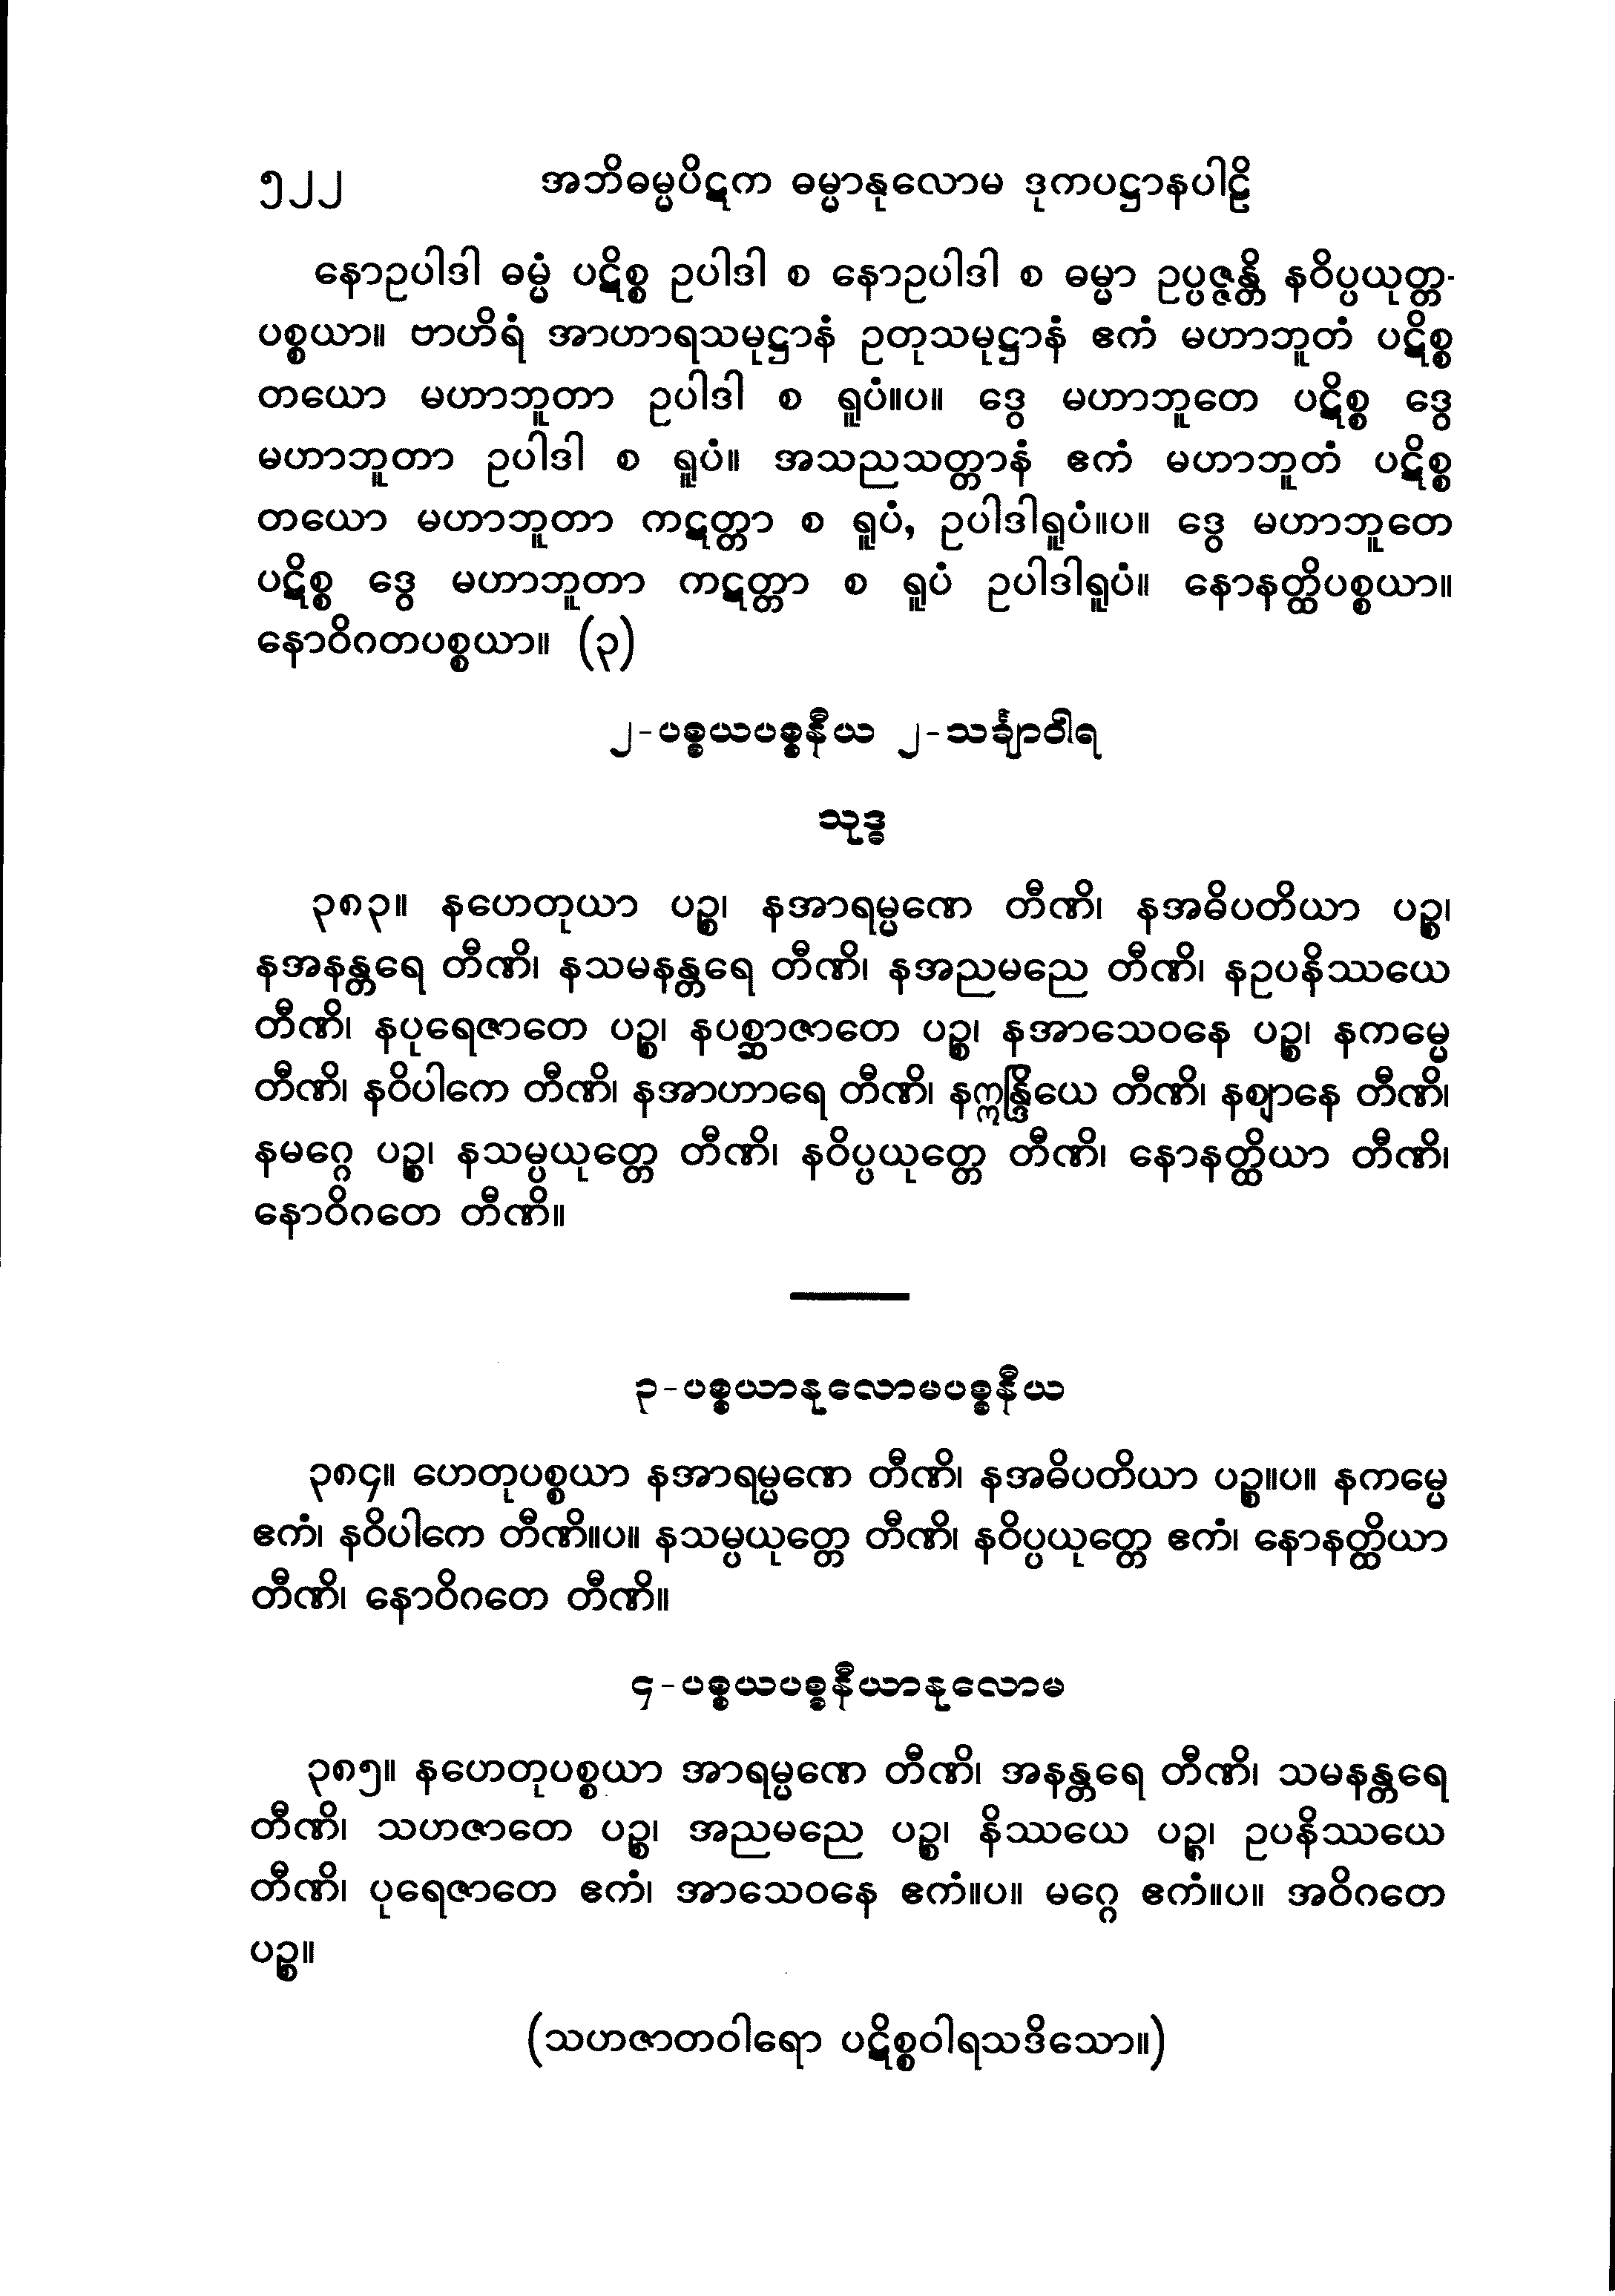 ၅၂၂ အဘိဓမ္မပိဋက ဓမ္မာနုလောမ ဒုကပဋ္ဌာနပါဠိ
နောဥပါဒါ ဓမ္မံ ပဋိစ္စ ဥပါဒါ စ နောဥပါဒါ စ ဓမ္မာ ဥပ္ပဇ္ဇန္တိ နဝိပ္ပယုတ္တ-
ပစ္စယာ။ ဗာဟိရံ အာဟာရသမုဋ္ဌာနံ ဥတုသမုဋ္ဌာနံ ဧကံ မဟာဘူတံ ပဋိစ္စ
တယော မဟာဘူတာ ဥပါဒါ စ ရူပံ။ပ။ ဒွေ မဟာဘူတေ ပဋိစ္စ ဒွေ
မဟာဘူတာ ဥပါဒါ စ ရူပံ။ အသညသတ္တာနံ ဧကံ မဟာဘူတံ ပဋိစ္စ
တယော မဟာဘူတာ ကဋတ္တာ စ ရူပံ, ဥပါဒါရူပံ။ပ။ ဒွေ မဟာဘူတေ
ပဋိစ္စ ဒွေ မဟာဘူတာ ကဋတ္တာ စ ရူပံ ဥပါဒါရူပံ။ နောနတ္ထိပစ္စယာ။
နောဝိဂတပစ္စယာ။ (၃)
၂-ပစ္စယပစ္စနီယ ၂-သင်္ချာဝါရ
သုဒ္ဓ
၃၈၃။ နဟေတုယာ ပဉ္စ၊ နအာရမ္မဏေ တီဏိ၊ နအဓိပတိယာ ပဉ္စ၊
နအနန္တရေ တီဏိ၊ နသမနန္တရေ တီဏိ၊ နအညမညေ တီဏိ၊ နဥပနိဿယေ
တီဏိ၊ နပုရေဇာတေ ပဉ္စ၊ နပစ္ဆာဇာတေ ပဉ္စ၊ နအာသေဝနေ ပဉ္စ၊ နကမ္မေ
တီဏိ၊ နဝိပါကေ တီဏိ၊ နအာဟာရေ တီဏိ၊ နဣန္ဒြိယေ တီဏိ၊ နဈာနေ တီဏိ၊
နမဂ္ဂေ ပဉ္စ၊ နသမ္ပယုတ္တေ တီဏိ၊ နဝိပ္ပယုတ္တေ တီဏိ၊ နောနတ္ထိယာ တီဏိ၊
နောဝိဂတေ တီဏိ။
၃-ပစ္စယာနုလောမပစ္စနီယ
၃၈၄။ ဟေတုပစ္စယာ နအာရမ္မဏေ တီဏိ၊ နအဓိပတိယာ ပဉ္စ။ပ။ နကမ္မေ
ဧကံ၊ နဝိပါကေ တီဏိ။ပ။ နသမ္ပယုတ္တေ တီဏိ၊ နဝိပ္ပယုတ္တေ ဧကံ၊ နောနတ္ထိယာ
တီဏိ၊ နောဝိဂတေ တီဏိ။
၄-ပစ္စယပစ္စနီယာနုလောမ
၃၈၅။ နဟေတုပစ္စယာ အာရမ္မဏေ တီဏိ၊ အနန္တရေ တီဏိ၊ သမနန္တရေ
တီဏိ၊ သဟဇာတေ ပဉ္စ၊ အညမညေ ပဉ္စ၊ နိဿယေ ပဉ္စ၊ ဥပနိဿယေ
တီဏိ၊ ပုရေဇာတေ ဧကံ၊ အာသေဝနေ ဧကံ။ပ။ မဂ္ဂေ ဧကံ။ပ။ အဝိဂတေ
ပဉ္စ။
(သဟဇာတဝါရော ပဋိစ္စဝါရသဒိသော။)